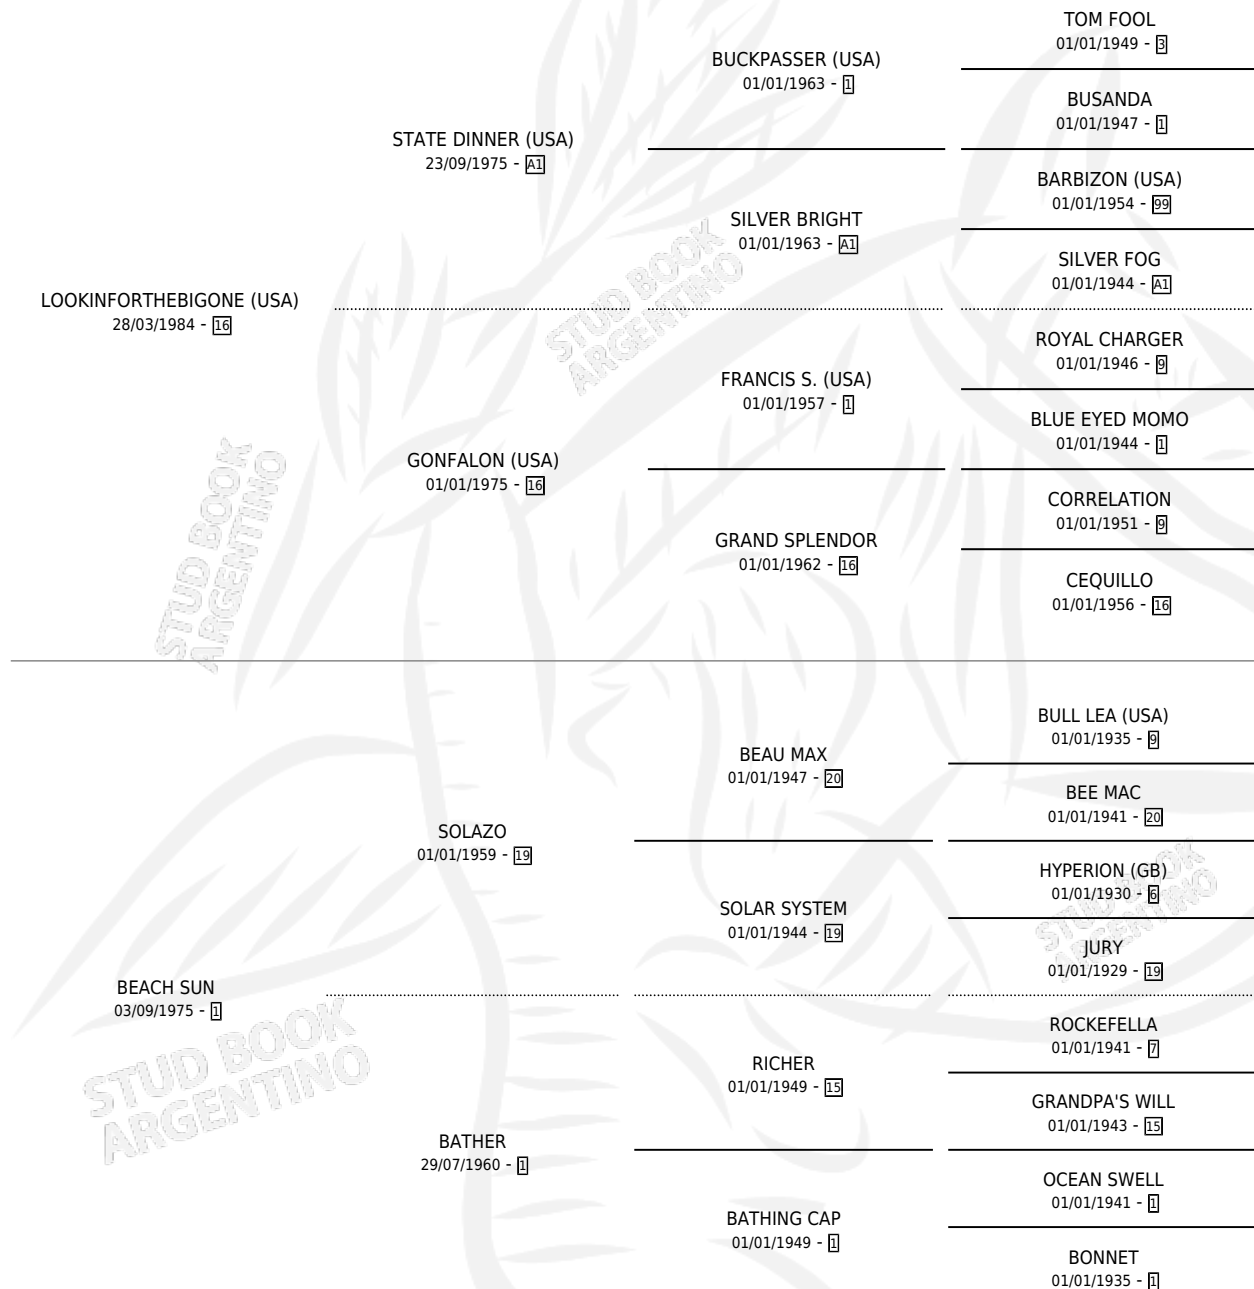 TOM FOOL
01/01/1949 - 3
BUCKPASSER (USA)
01/01/1963 - 1
BUSANDA
01/01/1947 - 1
STATE DINNER (USA)
23/09/1975 - A1
BARBIZON (USA)
01/01/1954 - 99
SILVER BRIGHT
01/01/1963 - A1
SILVER FOG
01/01/1944 - A1
LOOKINFORTHEBIGONE (USA)
28/03/1984 - 16
ROYAL CHARGER
01/01/1946 - 9
FRANCIS S. (USA)
01/01/1957 - 1
BLUE EYED MOMO
01/01/1944 - 1
GONFALON (USA)
01/01/1975 - 16
CORRELATION
01/01/1951 - 9
GRAND SPLENDOR
01/01/1962 - 16
CEQUILLO
01/01/1956 - 16
BULL LEA (USA)
01/01/1935 - 9
BEAU MAX
01/01/1947 - 20
BEE MAC
01/01/1941 - 20
SOLAZO
01/01/1959 - 19
HYPERION (GB)
01/01/1930 - 6
SOLAR SYSTEM
01/01/1944 - 19
JURY
01/01/1929 - 19
BEACH SUN
03/09/1975 - 1
ROCKEFELLA
01/01/1941 - 7
RICHER
01/01/1949 - 15
GRANDPA'S WILL
01/01/1943 - 15
BATHER
29/07/1960 - 1
OCEAN SWELL
01/01/1941 - 1
BATHING CAP
01/01/1949 - 1
BONNET
01/01/1935 - 1
STUD BOOK
ARGENTINO
STUD BOOK
ARGENTINO
STUD BOOK
ARGENTINO
STUD BOOK
ARGENTINO